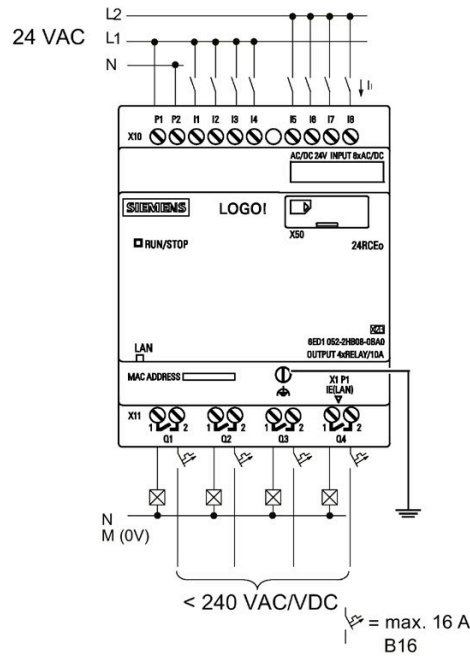 L2
24 VAC L1
N
I₁
P1 P2 I1 I2 I3 I4 I5 I6 I7 I8
X10
AC/DC 24V INPUT 8xAC/DC
SIEMENS LOGO!
X50
RUN/STOP 24RCEo
X23
6ED1 052-2HB08-0BA0
OUTPUT 4xRELAY/10A
LAN
MAC ADDRESS
X1 P1
IE(LAN)
X11
1 2 1 2 1 2 1 2
Q1 Q2 Q3 Q4
N
M (0V)
< 240 VAC/VDC
= max. 16 A
B16